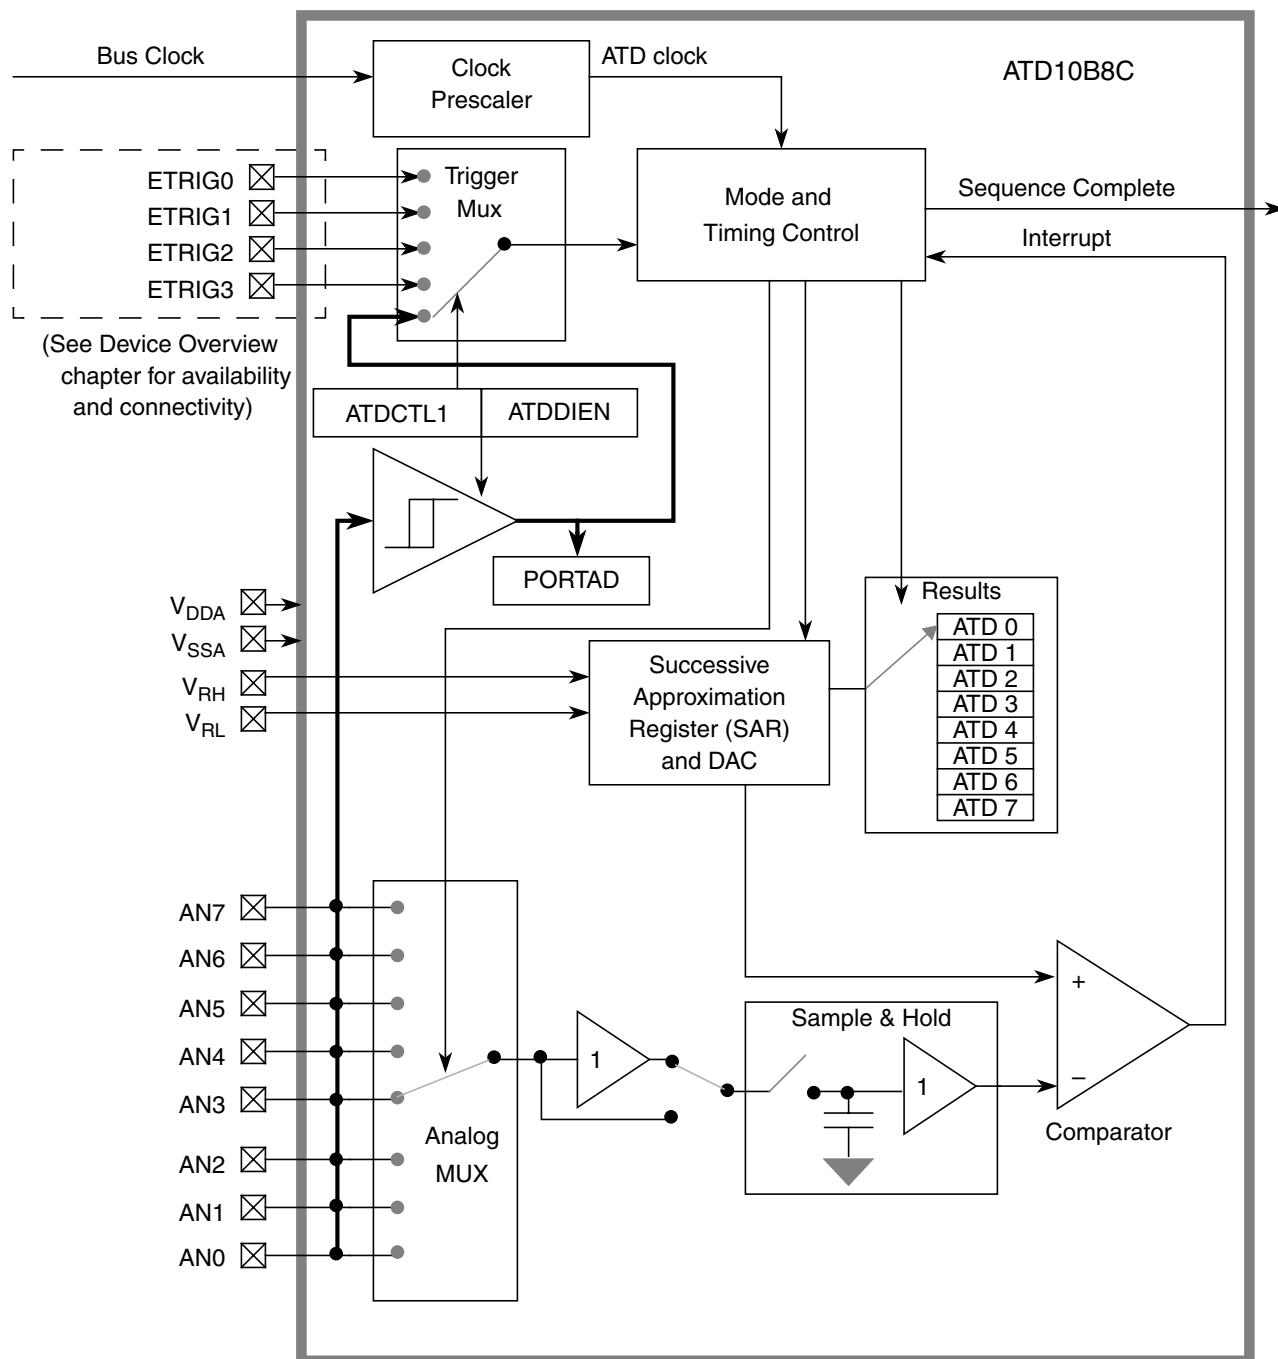 Bus Clock
Clock
Prescaler
ATD clock
ATD10B8C
ETRIG0
ETRIG1
ETRIG2
ETRIG3
(See Device Overview
chapter for availability
and connectivity)
Trigger
Mux
Mode and
Timing Control
Sequence Complete
Interrupt
ATDCTL1
ATDDIEN
PORTAD
VDDA
VSSA
VRH
VRL
Successive
Approximation
Register (SAR)
and DAC
Results
ATD 0
ATD 1
ATD 2
ATD 3
ATD 4
ATD 5
ATD 6
ATD 7
AN7
AN6
AN5
AN4
AN3
AN2
AN1
AN0
Analog
MUX
1
Sample & Hold
1
+
–
Comparator